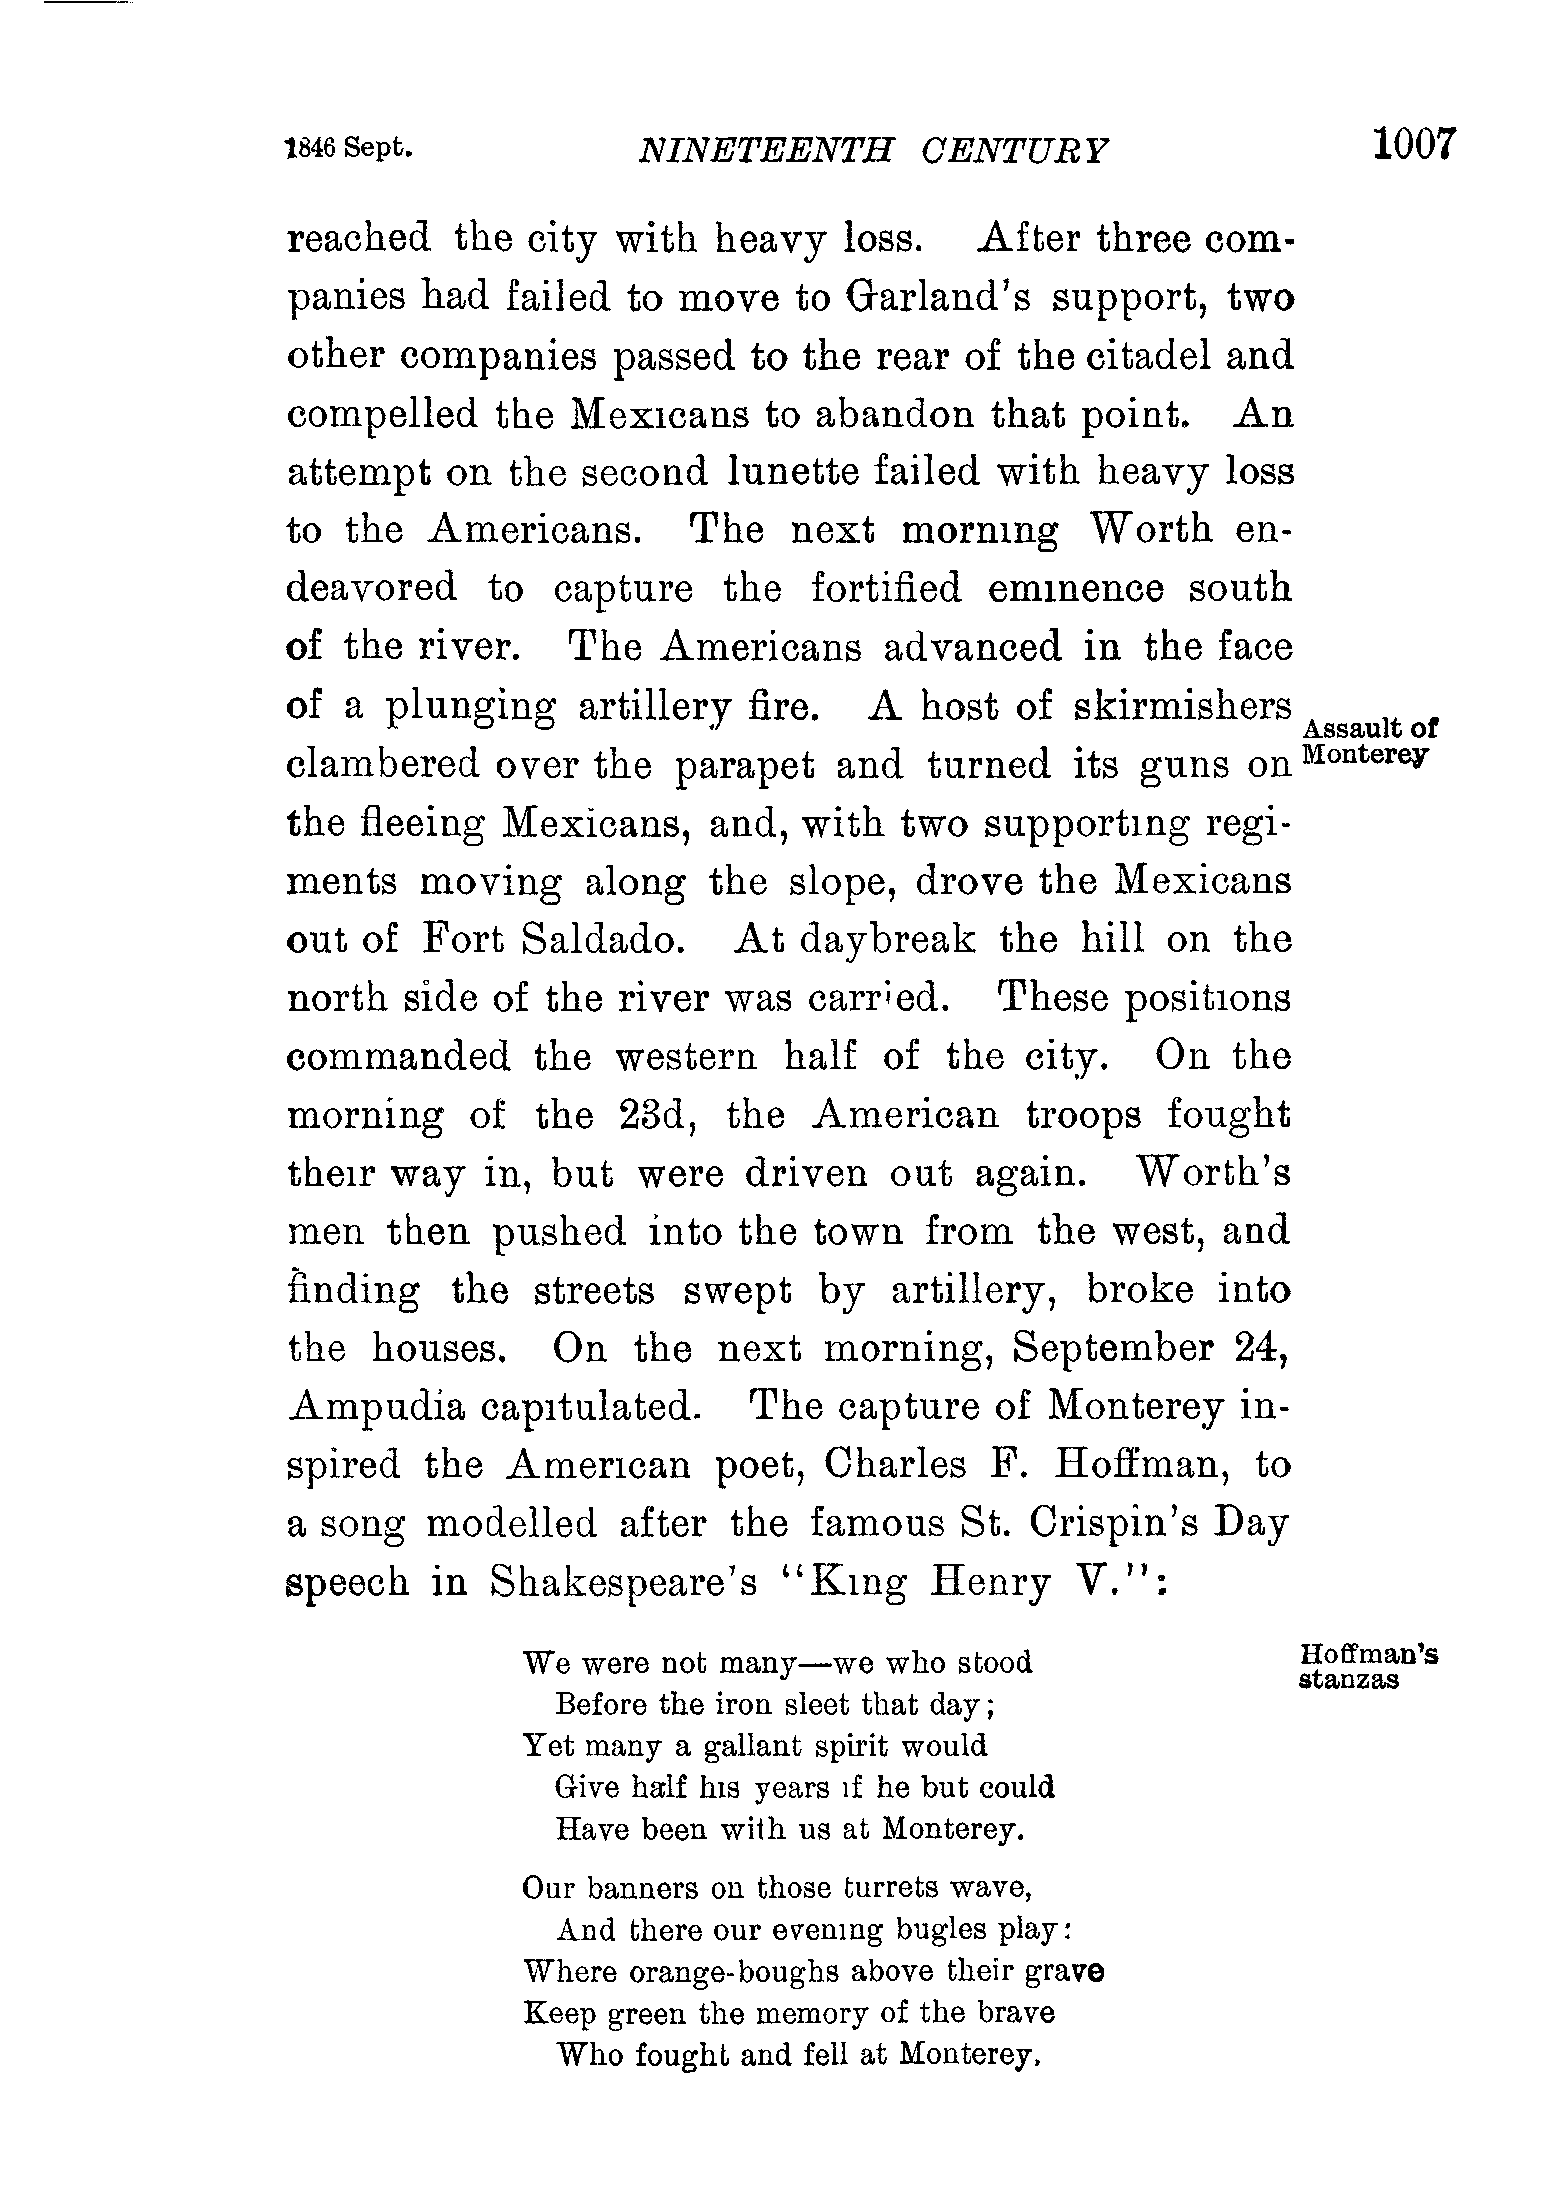 1846 Sept. NINETEENTH CENTURY 1007
reached the city with heavy loss. After three com-
panies had failed to move to Garland's support, two
other companies passed to the rear of the citadel and
compelled the Mexicans to abandon that point. An
attempt on the second lunette failed with heavy loss
to the Americans. The next morning Worth en-
deavored to capture the fortified eminence south
of the river. The Americans advanced in the face
of a plunging artillery fire. A host of skirmishers
clambered over the parapet and turned its guns on
the fleeing Mexicans, and, with two supporting regi-
ments moving along the slope, drove the Mexicans
out of Fort Saldado. At daybreak the hill on the
north side of the river was carried. These positions
commanded the western half of the city. On the
morning of the 23d, the American troops fought
their way in, but were driven out again. Worth's
men then pushed into the town from the west, and
finding the streets swept by artillery, broke into
the houses. On the next morning, September 24,
Ampudia capitulated. The capture of Monterey in-
spired the American poet, Charles F. Hoffman, to
a song modelled after the famous St. Crispin's Day
speech in Shakespeare's "King Henry V.":
Assault of
Monterey
We were not many—we who stood
Before the iron sleet that day;
Yet many a gallant spirit would
Give half his years if he but could
Have been with us at Monterey.
Hoffman's
stanzas
Our banners on those turrets wave,
And there our evening bugles play:
Where orange-boughs above their grave
Keep green the memory of the brave
Who fought and fell at Monterey.